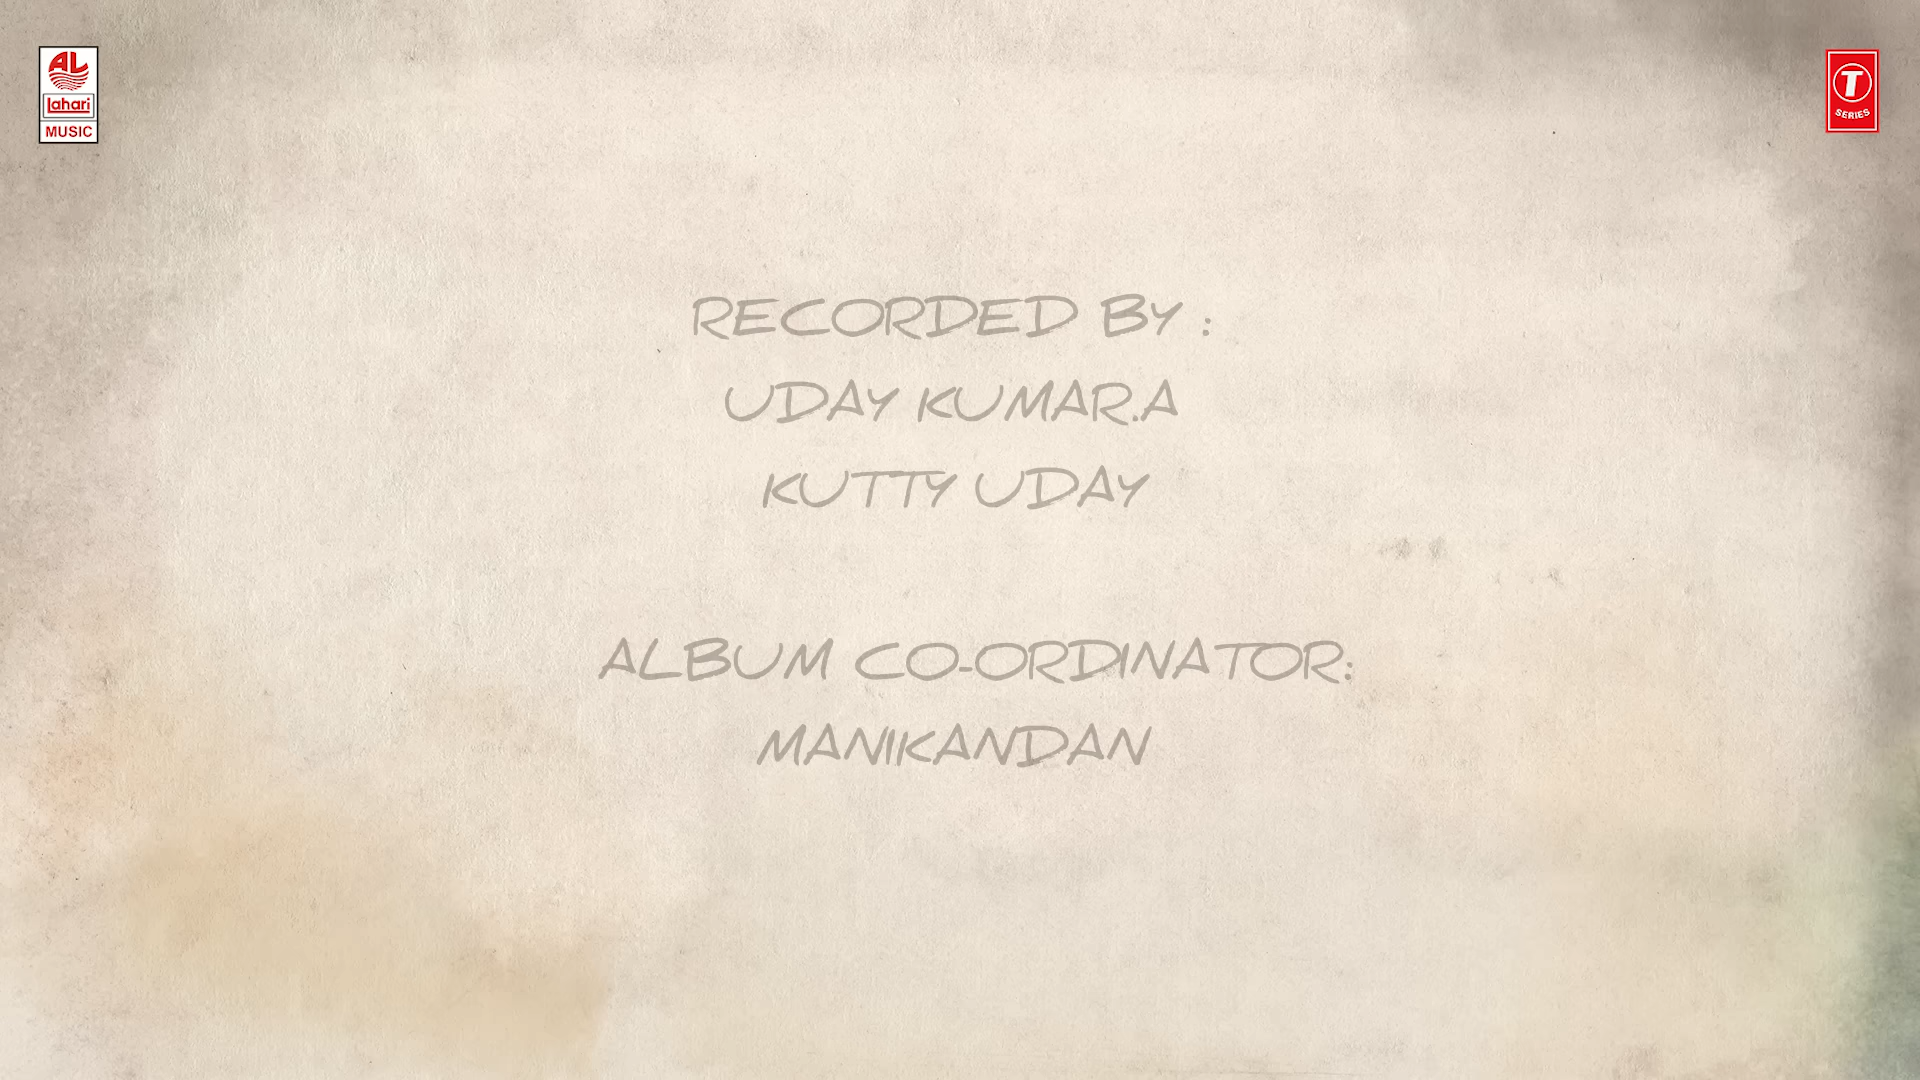 AL
Lahari
MUSIC
T
SERIES
RECORDED BY :
UDAY KUMAR.A
KUTTY UDAY
ALBUM CO-ORDINATOR:
MANIKANDAN